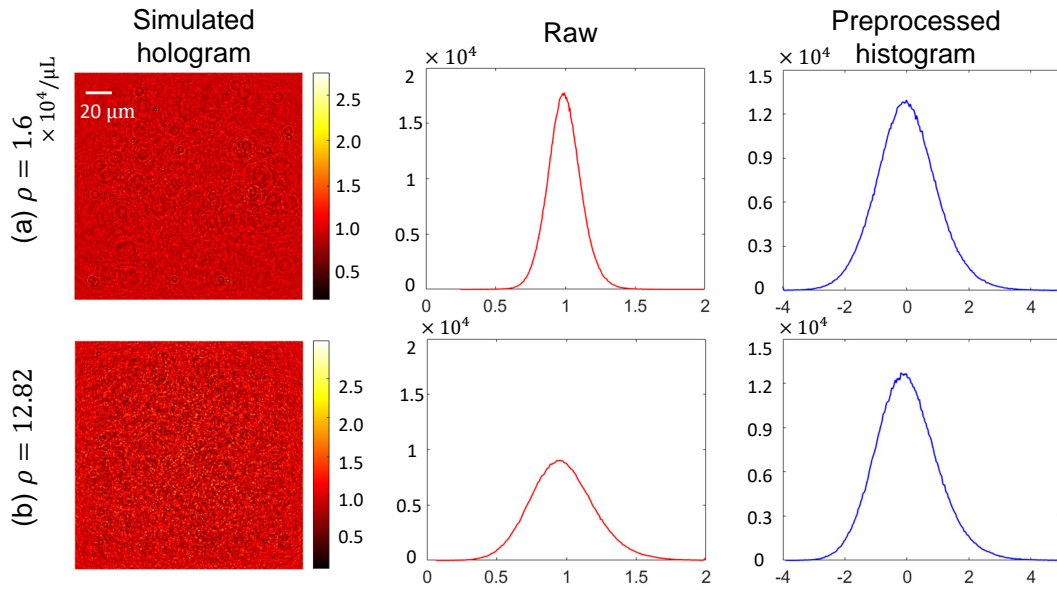 Simulated
hologram
Raw
Preprocessed
histogram
(a) ρ = 1.6
× 10⁴/μL
20 μm
2.5
2.0
1.5
1.0
0.5
× 10⁴
2
1.5
1
0.5
0
0 0.5 1 1.5 2
× 10⁴
1.5
1.2
0.9
0.6
0.3
0
-4 -2 0 2 4
(b) ρ = 12.82
2.5
2.0
1.5
1.0
0.5
× 10⁴
2
1.5
1
0.5
0
0 0.5 1 1.5 2
× 10⁴
1.5
1.2
0.9
0.6
0.3
0
-4 -2 0 2 4